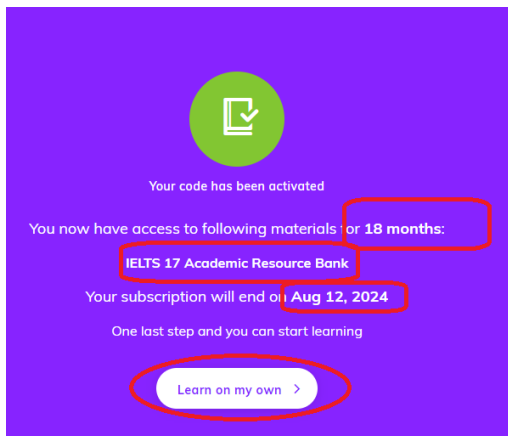 Your code has been activated
You now have access to following materials for 18 months:
IELTS 17 Academic Resource Bank
Your subscription will end on Aug 12, 2024
One last step and you can start learning
Learn on my own >